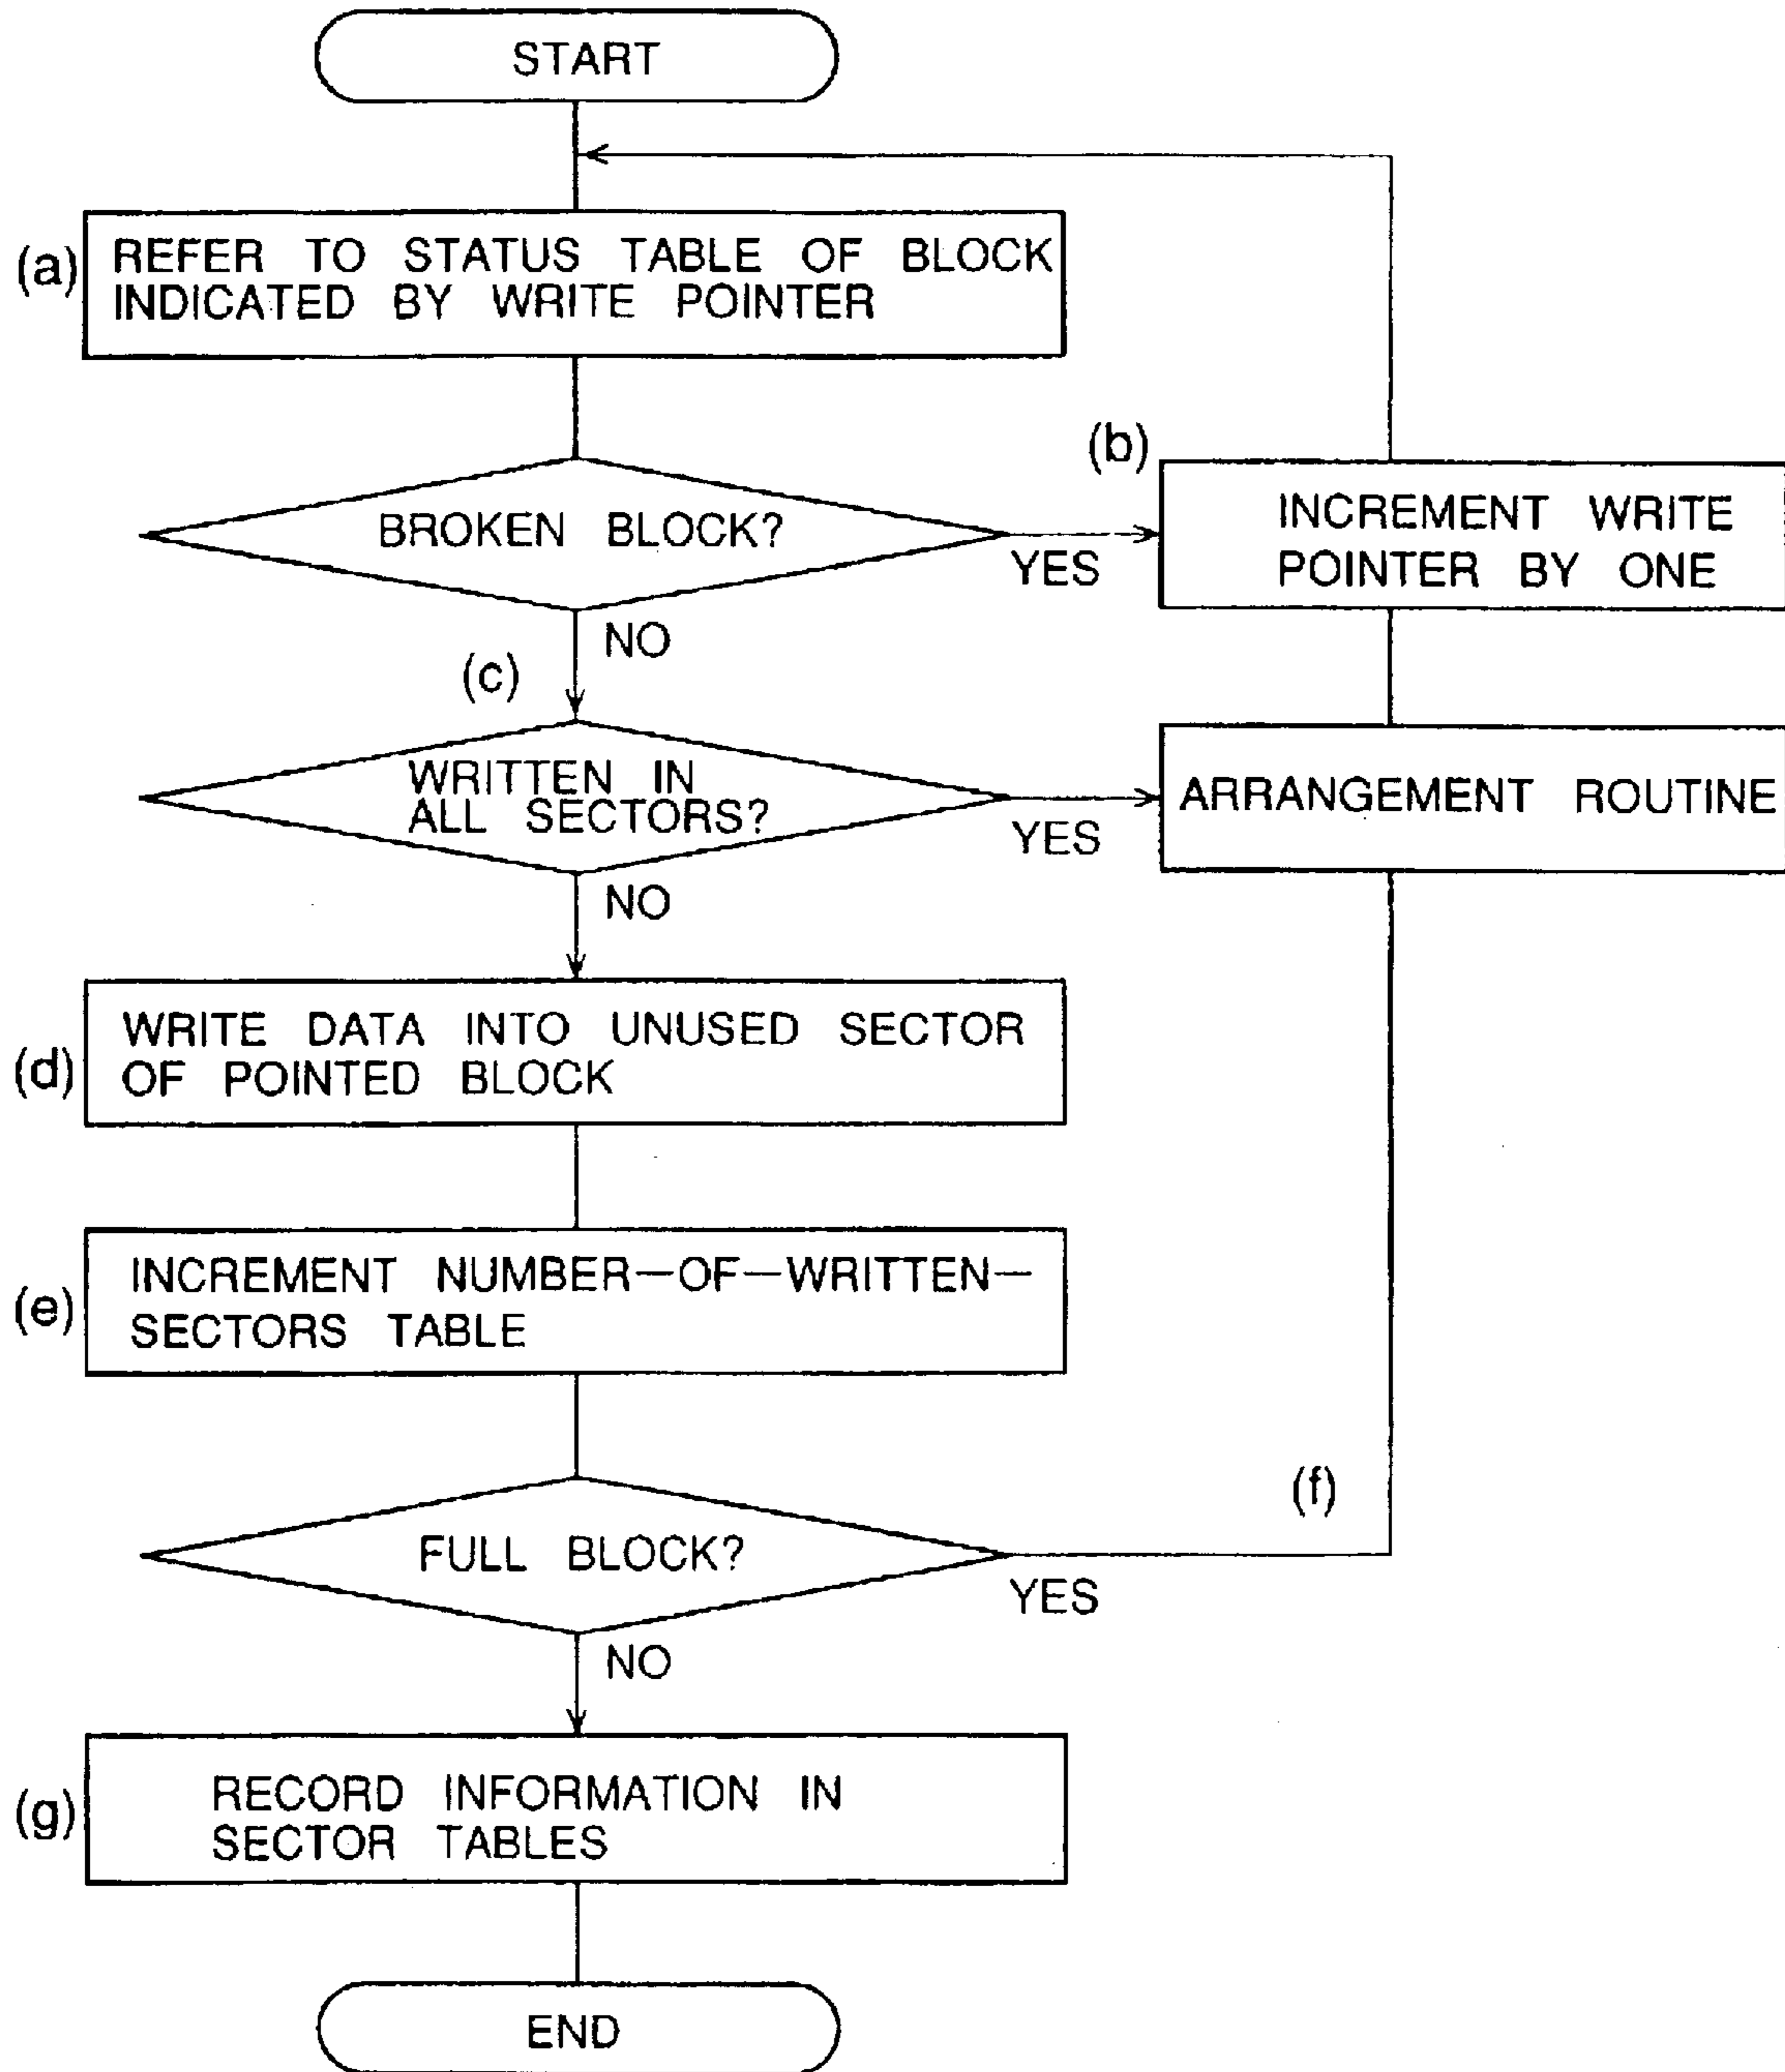 START
(a)
REFER TO STATUS TABLE OF BLOCK
INDICATED BY WRITE POINTER
BROKEN BLOCK?
YES
(b)
INCREMENT WRITE
POINTER BY ONE
NO
(c)
WRITTEN IN
ALL SECTORS?
YES
ARRANGEMENT ROUTINE
NO
(d)
WRITE DATA INTO UNUSED SECTOR
OF POINTED BLOCK
(e)
INCREMENT NUMBER—OF—WRITTEN—
SECTORS TABLE
(f)
FULL BLOCK?
YES
NO
(g)
RECORD INFORMATION IN
SECTOR TABLES
END